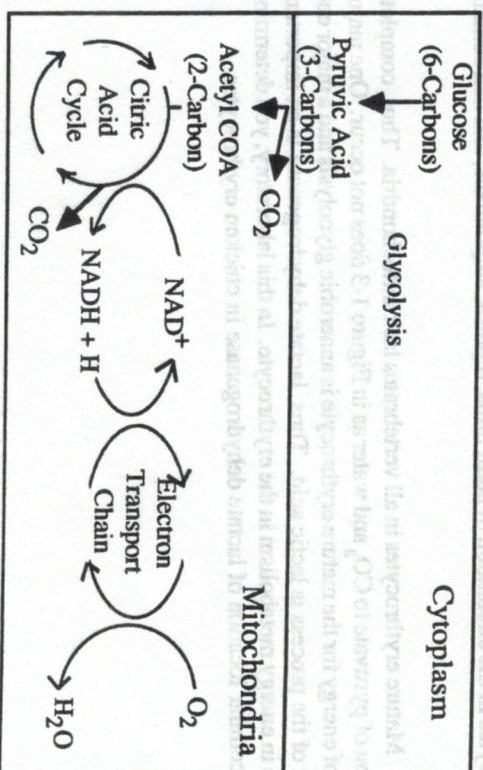 Glucose
(6-Carbons)
Glycolysis
Cytoplasm
Pyruvic Acid
(3-Carbons)
CO₂
Acetyl COA
(2-Carbon)
Mitochondria
Citric
Acid
Cycle
CO₂
NAD⁺
NADH + H
Electron
Transport
Chain
O₂
H₂O